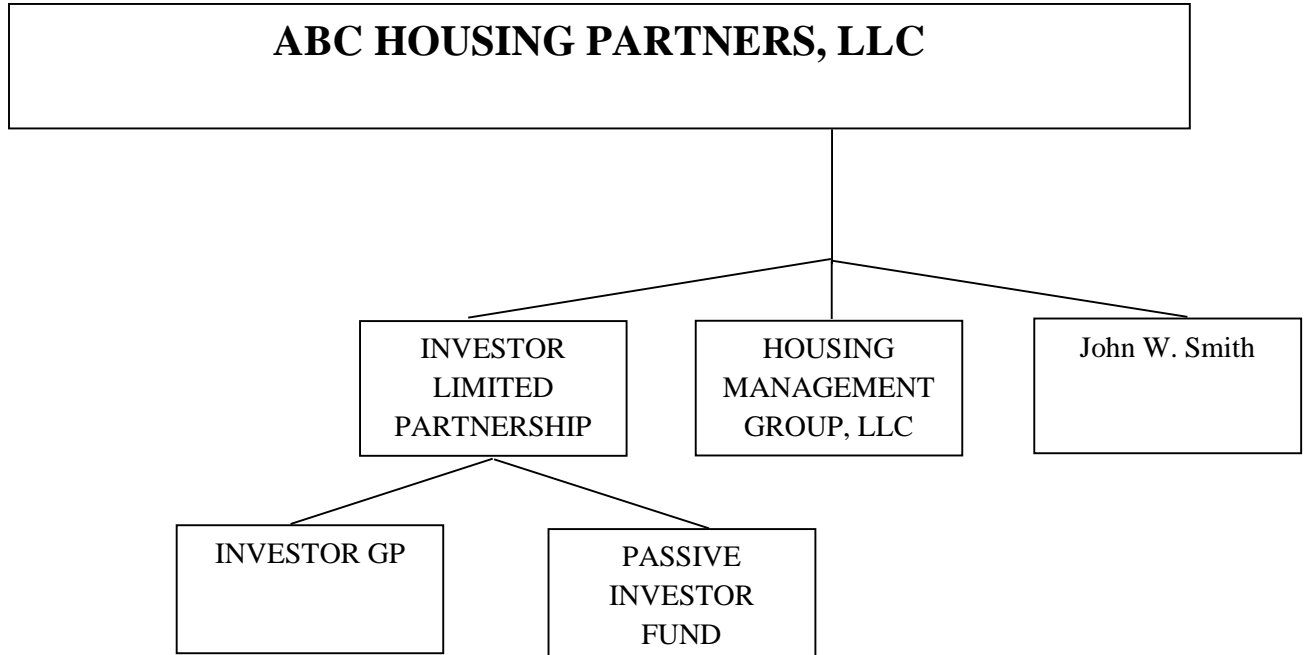 ABC HOUSING PARTNERS, LLC
INVESTOR
LIMITED
PARTNERSHIP
HOUSING
MANAGEMENT
GROUP, LLC
John W. Smith
INVESTOR GP
PASSIVE
INVESTOR
FUND